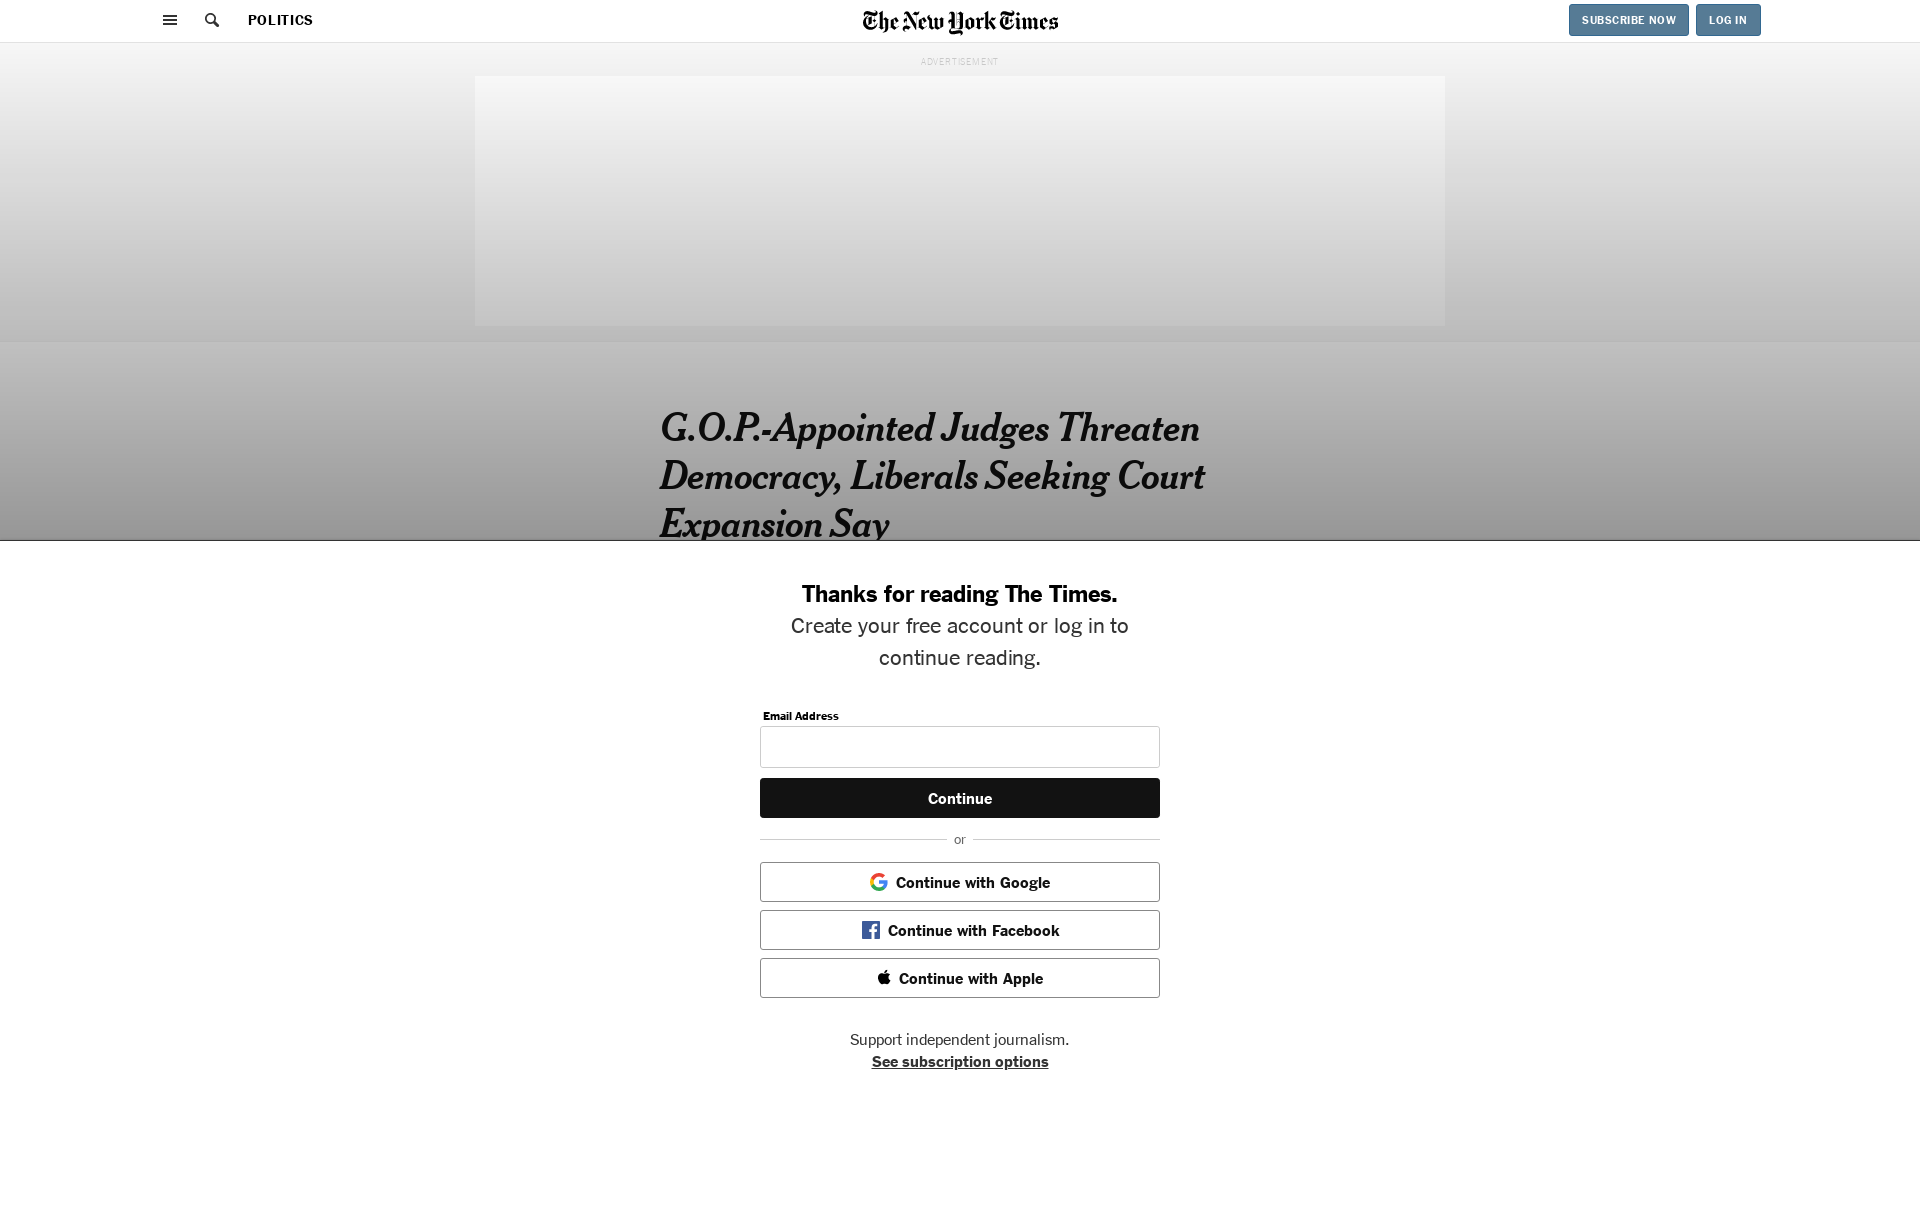 POLITICS
The New York Times
SUBSCRIBE NOW
LOG IN
ADVERTISEMENT
G.O.P.-Appointed Judges Threaten
Democracy, Liberals Seeking Court
Expansion Say
Thanks for reading The Times.
Create your free account or log in to
continue reading.
Email Address
Continue
or
Continue with Google
Continue with Facebook
Continue with Apple
Support independent journalism.
See subscription options